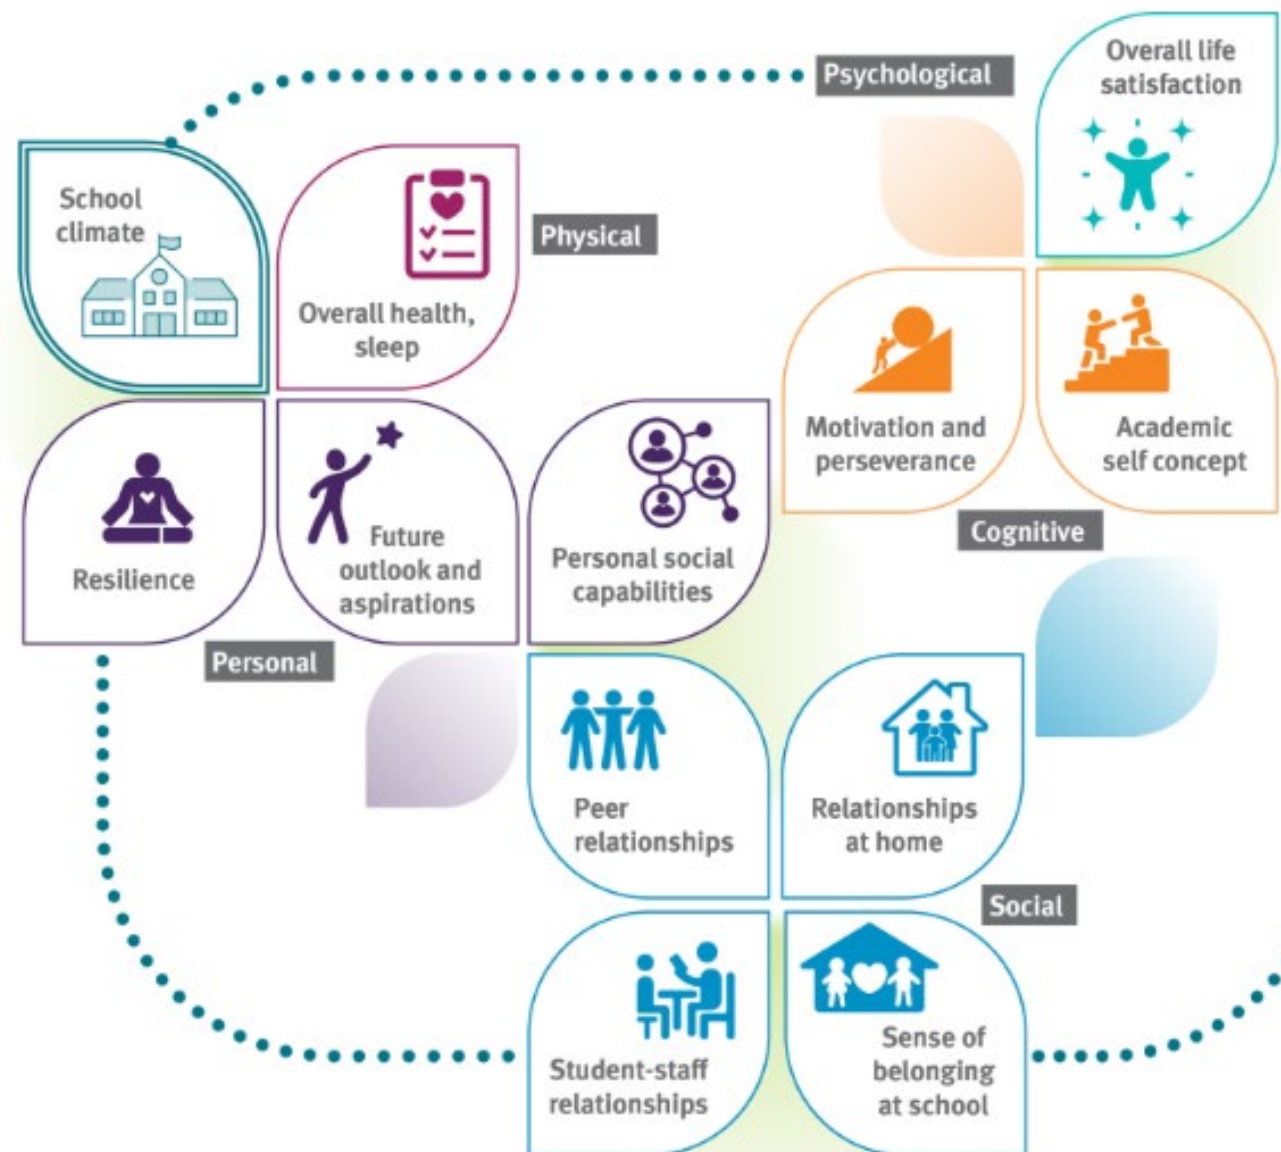 Psychological
Overall life
satisfaction
School
climate
Physical
Overall health,
sleep
Motivation and
perseverance
Academic
self concept
Cognitive
Resilience
Future
outlook and
aspirations
Personal social
capabilities
Personal
Peer
relationships
Relationships
at home
Social
Student-staff
relationships
Sense of
belonging
at school